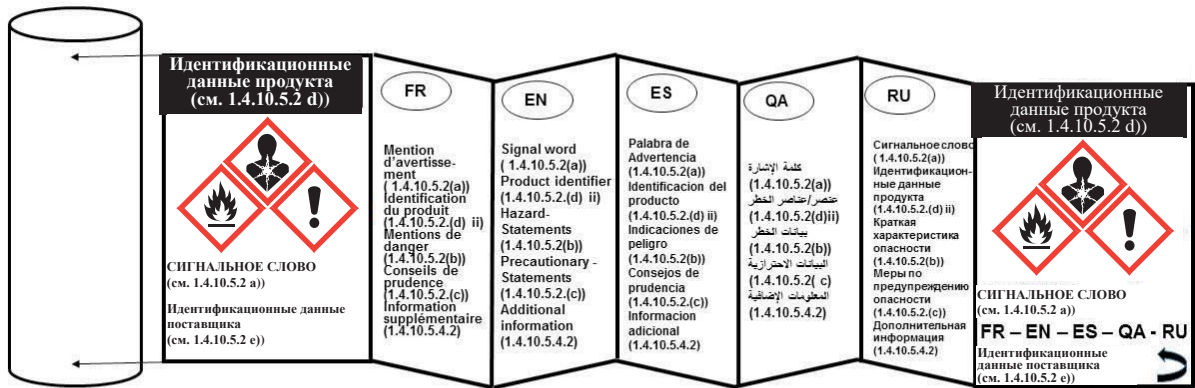 Идентификационные
данные продукта
(см. 1.4.10.5.2 d))
СИГНАЛЬНОЕ СЛОВО
(см. 1.4.10.5.2 a))
Идентификационные данные
поставщика
(см. 1.4.10.5.2 e))
FR
Mention
d'avertisse-
ment
( 1.4.10.5.2(a))
Identification
du produit
(1.4.10.5.2.(d) ii)
Mentions de
danger
(1.4.10.5.2(b))
Conseils de
prudence
(1.4.10.5.2.(c))
Information
supplémentaire
(1.4.10.5.4.2)
EN
Signal word
( 1.4.10.5.2(a))
Product identifier
(1.4.10.5.2.(d) ii)
Hazard-
Statements
(1.4.10.5.2(b))
Precautionary -
Statements
(1.4.10.5.2.(c))
Additional
information
(1.4.10.5.4.2)
ES
Palabra de
Advertencia
(1.4.10.5.2(a))
Identificacion del
producto
(1.4.10.5.2.(d) ii)
Indicaciones de
peligro
(1.4.10.5.2(b))
Consejos de
prudencia
(1.4.10.5.2.(c))
Informacion
adicional
(1.4.10.5.4.2)
QA
كلمة الإشارة
(1.4.10.5.2(a))
عنصر/عناصر الخطر
(1.4.10.5.2(d)ii)
بيانات الخطر
(1.4.10.5.2(b))
البيانات الاحترازية
(1.4.10.5.2( c)
المعلومات الإضافية
(1.4.10.5.4.2)
RU
Сигнальное слово
( 1.4.10.5.2(a))
Идентификацион-
ные данные
продукта
(1.4.10.5.2.(d) ii)
Краткая
характеристика
опасности
(1.4.10.5.2(b))
Меры по
предупреждению
опасности
(1.4.10.5.2.(c))
Дополнительная
информация
(1.4.10.5.4.2)
Идентификационные
данные продукта
(см. 1.4.10.5.2 d))
СИГНАЛЬНОЕ СЛОВО
(см. 1.4.10.5.2 a))
FR – EN – ES – QA - RU
Идентификационные
данные поставщика
(см. 1.4.10.5.2 e))